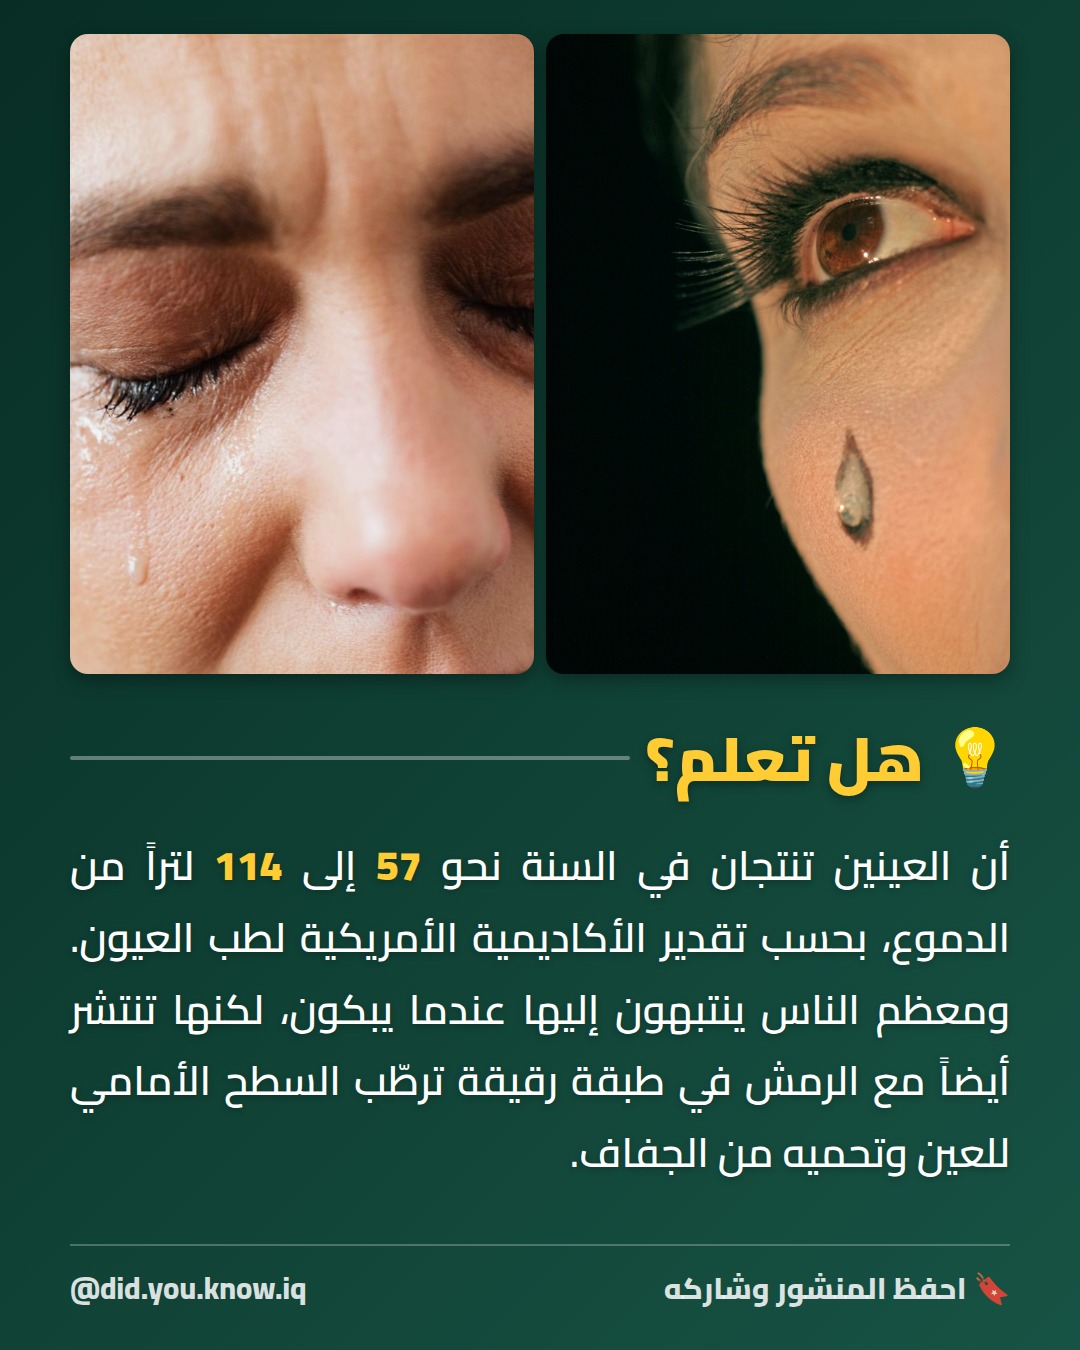 هل تعلم؟
أن العينين تنتجان في السنة نحو 57 إلى 114 لتراً من
الدموع، بحسب تقدير الأكاديمية الأمريكية لطب العيون.
ومعظم الناس ينتبهون إليها عندما يبكون، لكنها تنتشر
أيضاً مع الرمش في طبقة رقيقة ترطّب السطح الأمامي
للعين وتحميه من الجفاف.
احفظ المنشور وشاركه
@did.you.know.iq